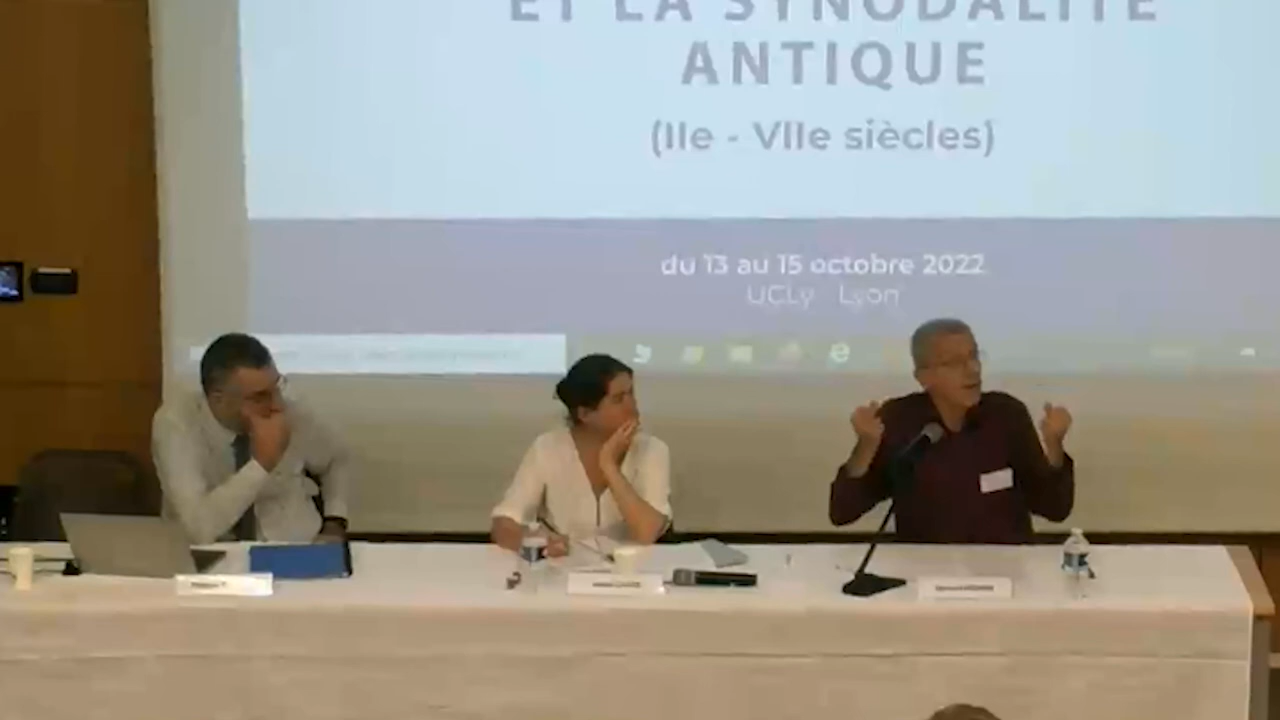 ET LA SYNODALITÉ
ANTIQUE
(IIe - VIIe siècles)
du 13 au 15 octobre 2022
UCLy Lyon